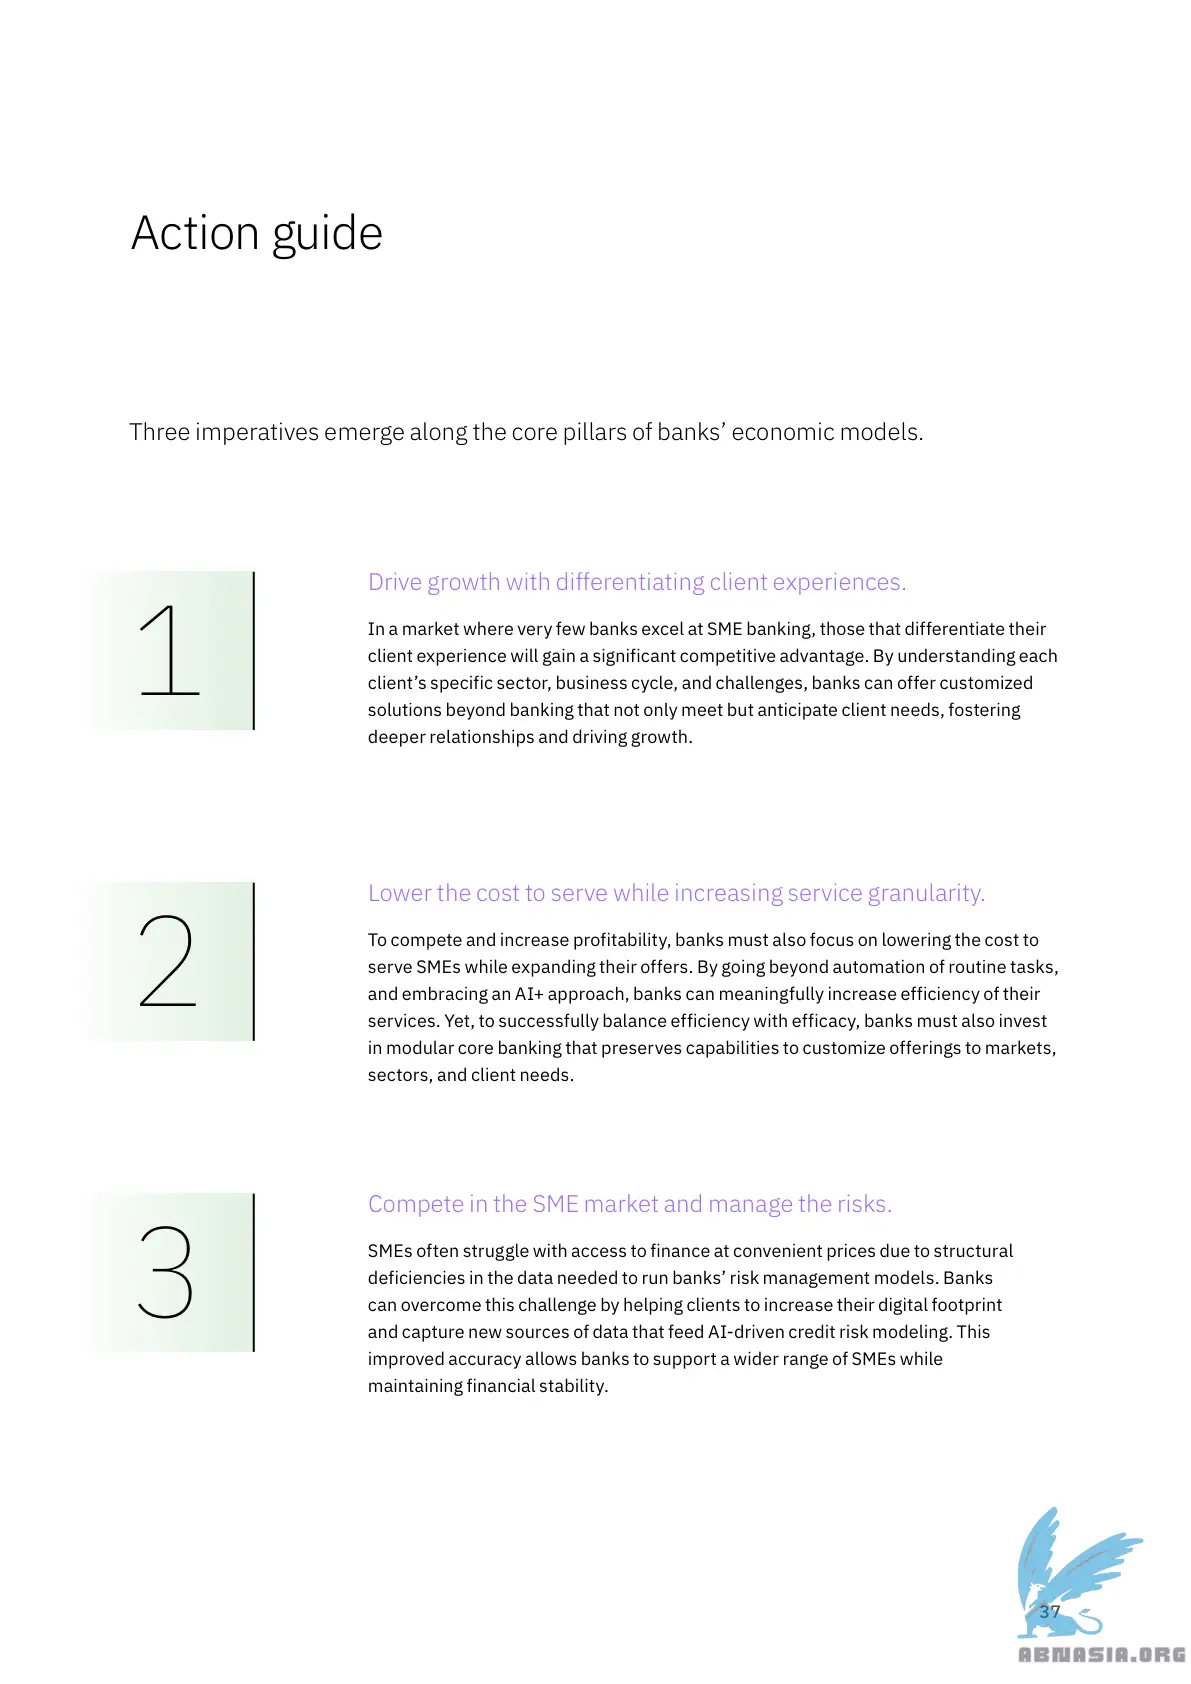 Action guide
Three imperatives emerge along the core pillars of banks’ economic models.
1
Drive growth with differentiating client experiences.
In a market where very few banks excel at SME banking, those that differentiate their
client experience will gain a significant competitive advantage. By understanding each
client’s specific sector, business cycle, and challenges, banks can offer customized
solutions beyond banking that not only meet but anticipate client needs, fostering
deeper relationships and driving growth.
2
Lower the cost to serve while increasing service granularity.
To compete and increase profitability, banks must also focus on lowering the cost to
serve SMEs while expanding their offers. By going beyond automation of routine tasks,
and embracing an AI+ approach, banks can meaningfully increase efficiency of their
services. Yet, to successfully balance efficiency with efficacy, banks must also invest
in modular core banking that preserves capabilities to customize offerings to markets,
sectors, and client needs.
3
Compete in the SME market and manage the risks.
SMEs often struggle with access to finance at convenient prices due to structural
deficiencies in the data needed to run banks’ risk management models. Banks
can overcome this challenge by helping clients to increase their digital footprint
and capture new sources of data that feed AI-driven credit risk modeling. This
improved accuracy allows banks to support a wider range of SMEs while
maintaining financial stability.
37
ABNASIA.ORG